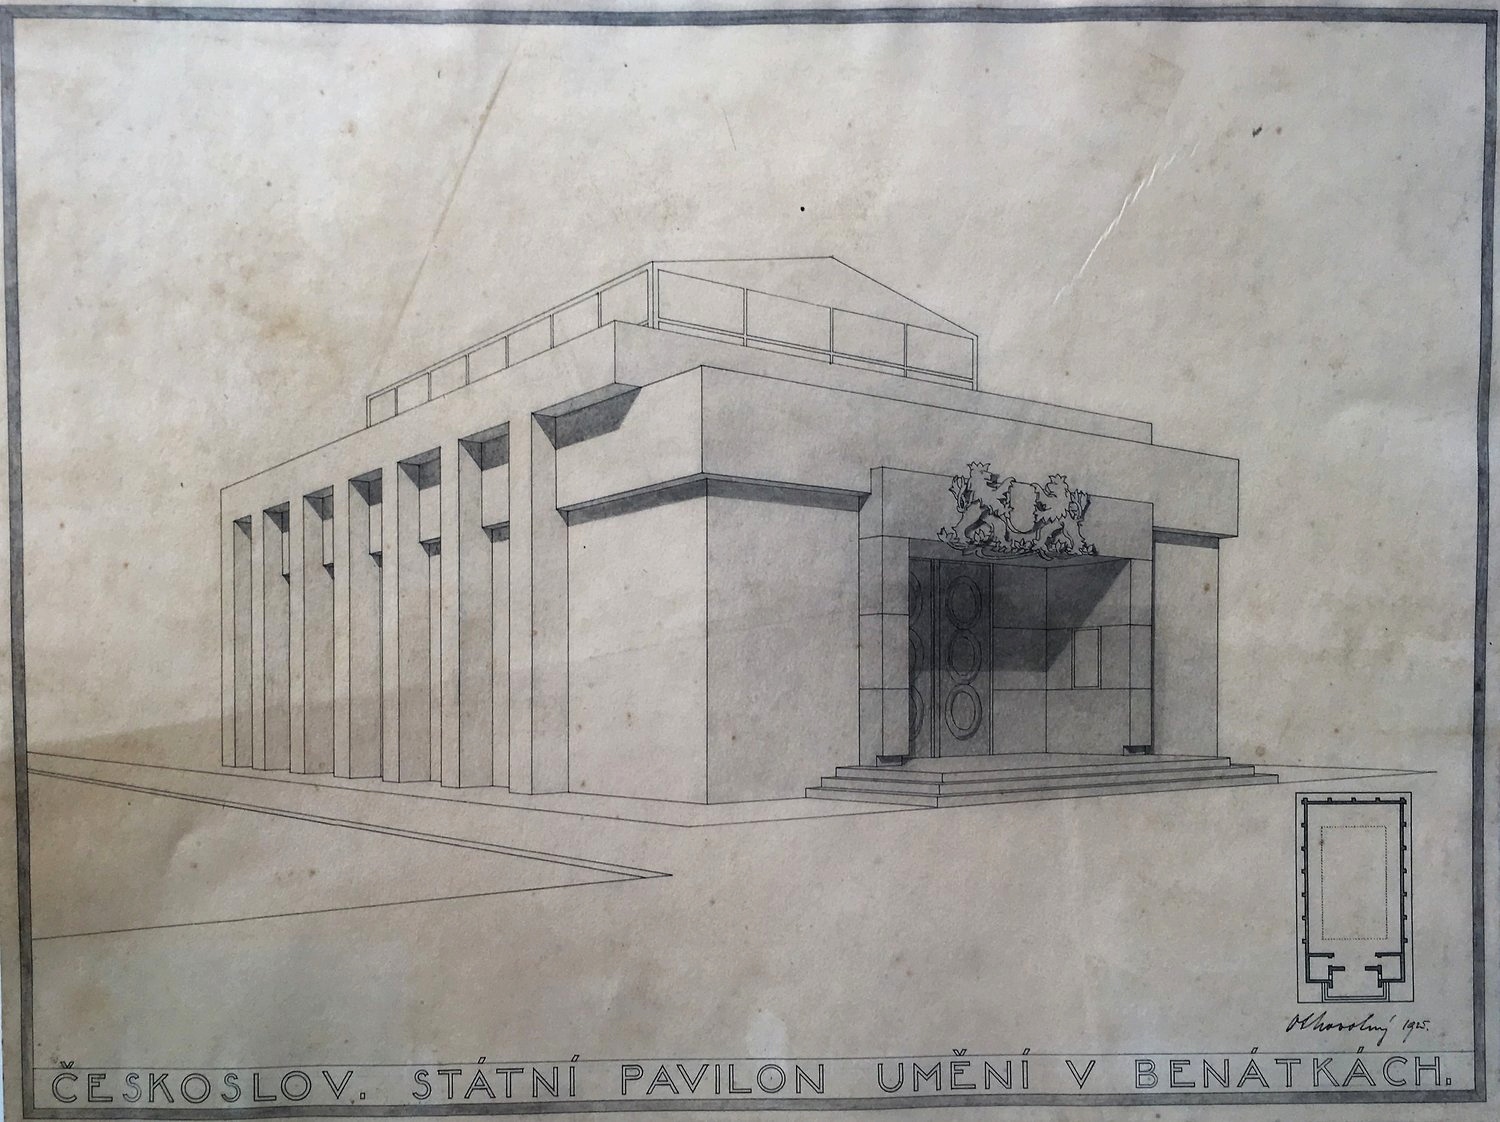 Novotný 1925.
ČESKOSLOV. STÁTNÍ PAVILON UMĚNÍ V BENÁTKÁCH.